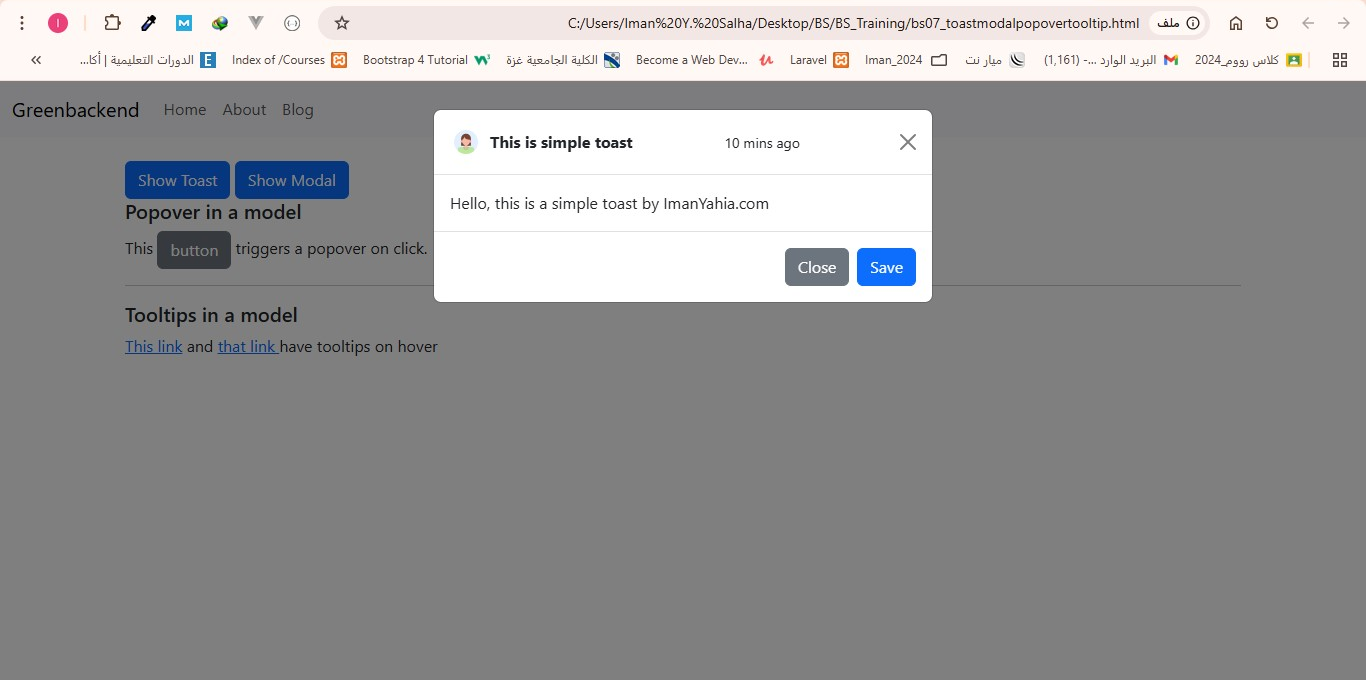 C:/Users/Iman%20Y.%20Salha/Desktop/BS/BS_Training/bs07_toastmodalpopovertooltip.html ملف
الدورات التعليمية | أكا...
Index of /Courses
Bootstrap 4 Tutorial
الكلية الجامعية غزة
Become a Web Dev...
Laravel
Iman_2024
ميار نت
البريد الوارد -... (1,161)
كلاس رووم_2024
Greenbackend Home About Blog
This is simple toast 10 mins ago
Hello, this is a simple toast by ImanYahia.com
Close Save
Show Toast Show Modal
Popover in a model
This button triggers a popover on click.
Tooltips in a model
This link and that link have tooltips on hover